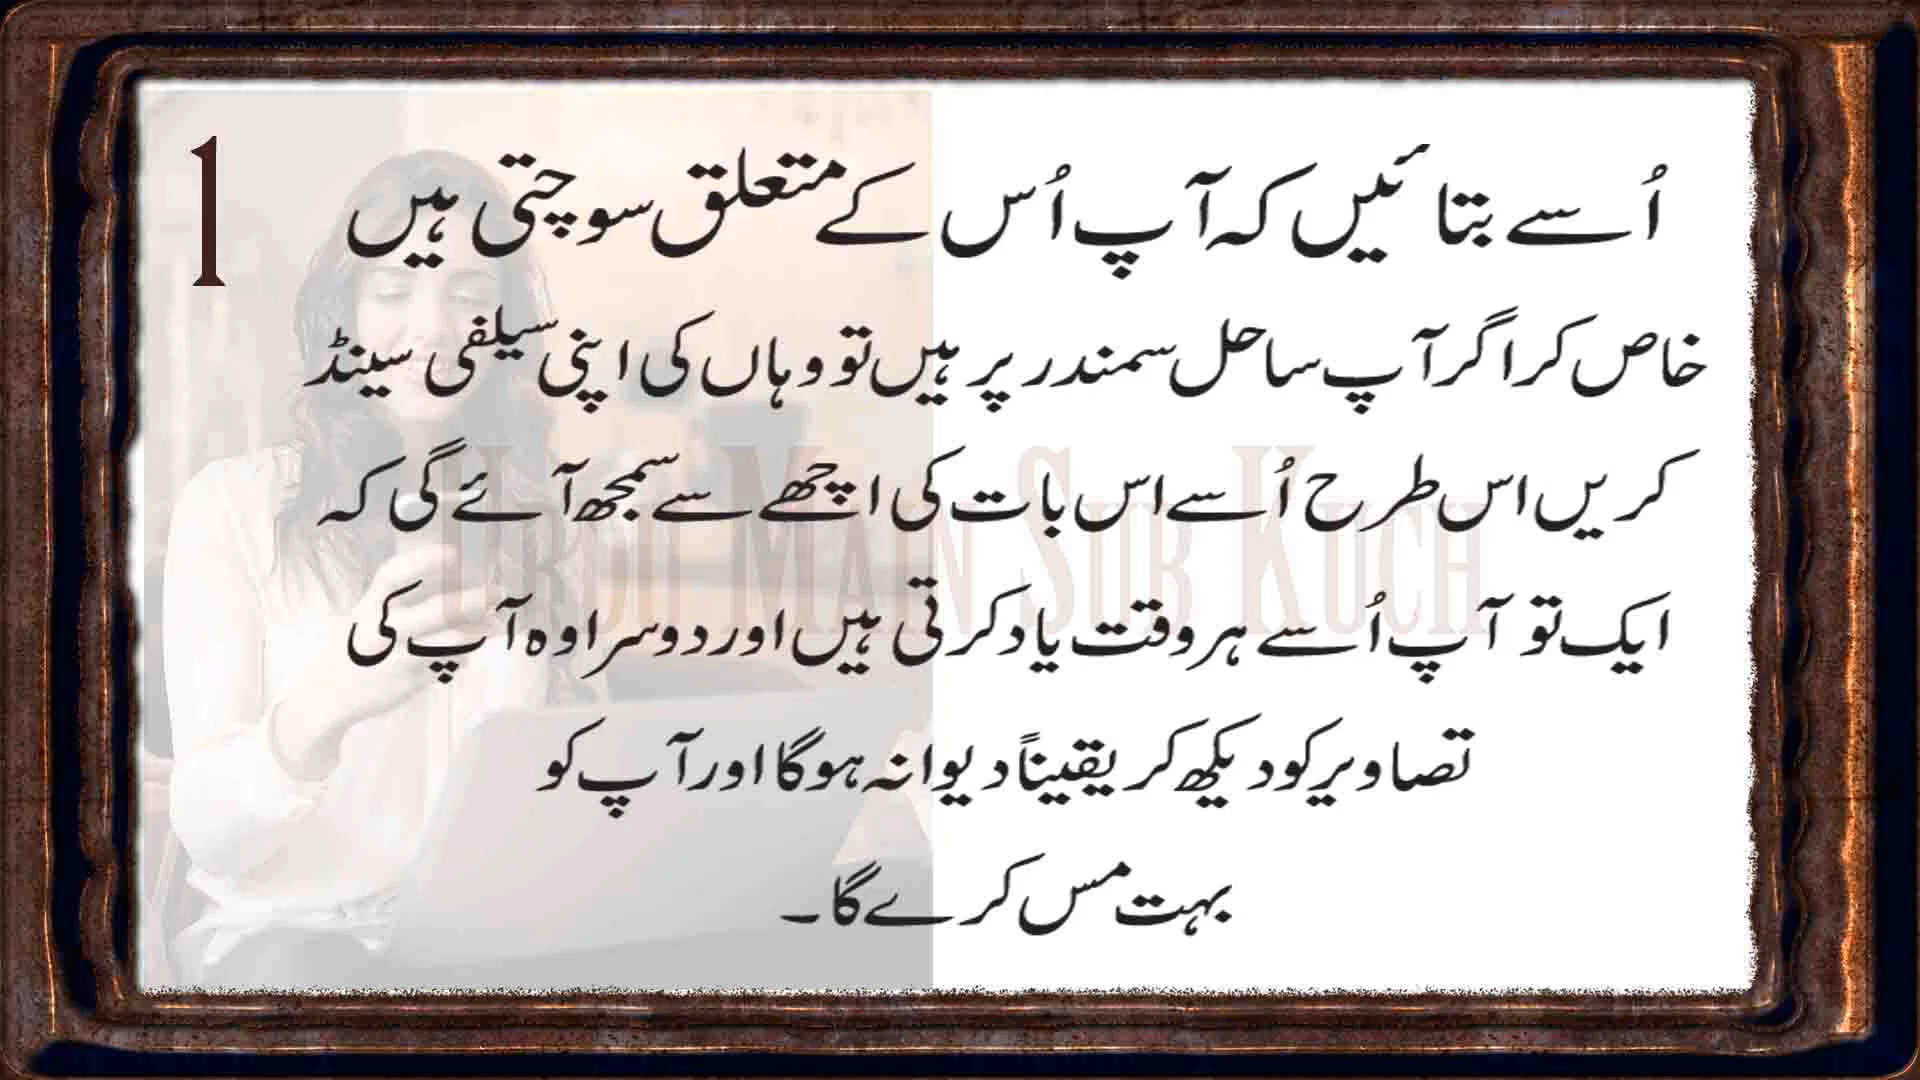 1
اُسے بتائیں کہ آپ اُس کے متعلق سوچتی ہیں
خاص کر اگر آپ ساحل سمندر پر ہیں تو وہاں کی اپنی سیلفی سینڈ
کریں اس طرح اُسے اس بات کی اچھے سے سمجھ آئے گی کہ
ایک تو آپ اُسے ہر وقت یاد کرتی ہیں اور دوسرا وہ آپ کی
تصاویر کو دیکھ کر یقیناً دیوانہ ہوگا اور آپ کو
بہت مس کرے گا۔
URDU MAIN SUB KUCH